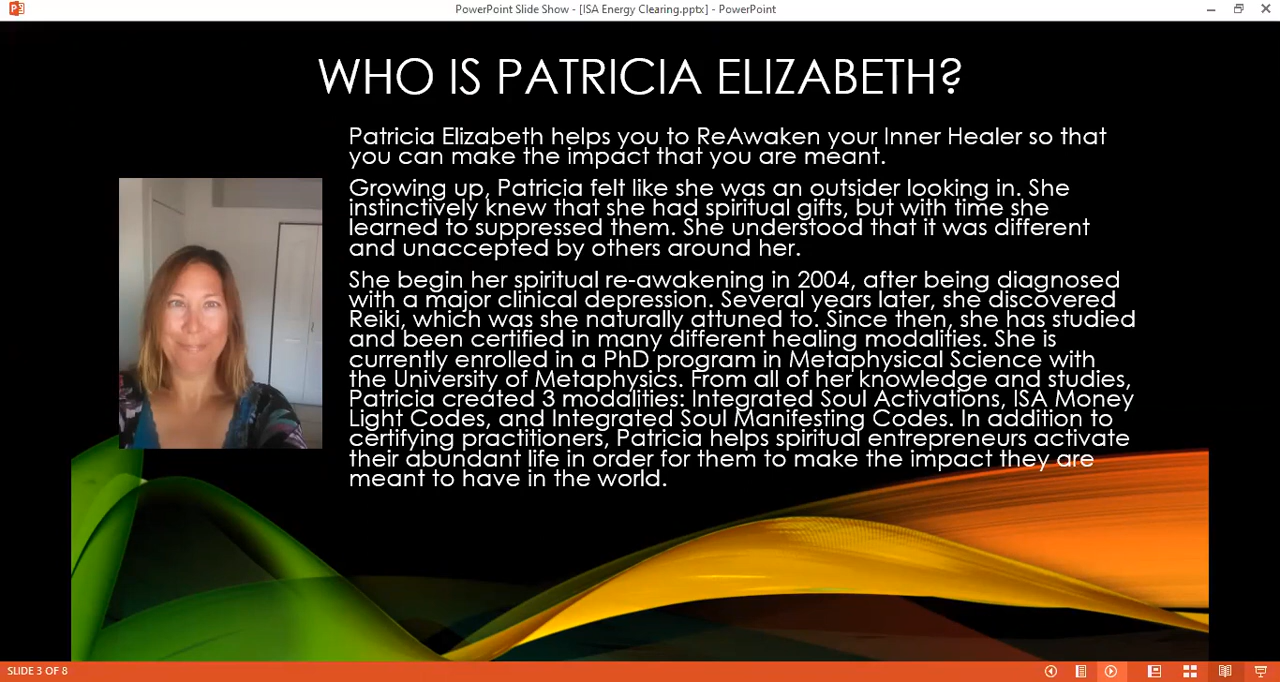 PowerPoint Slide Show - [ISA Energy Clearing.pptx] - PowerPoint
WHO IS PATRICIA ELIZABETH?
Patricia Elizabeth helps you to ReAwaken your Inner Healer so that
you can make the impact that you are meant.
Growing up, Patricia felt like she was an outsider looking in. She
instinctively knew that she had spiritual gifts, but with time she
learned to suppressed them. She understood that it was different
and unaccepted by others around her.
She begin her spiritual re-awakening in 2004, after being diagnosed
with a major clinical depression. Several years later, she discovered
Reiki, which was she naturally attuned to. Since then, she has studied
and been certified in many different healing modalities. She is
currently enrolled in a PhD program in Metaphysical Science with
the University of Metaphysics. From all of her knowledge and studies,
Patricia created 3 modalities: Integrated Soul Activations, ISA Money
Light Codes, and Integrated Soul Manifesting Codes. In addition to
certifying practitioners, Patricia helps spiritual entrepreneurs activate
their abundant life in order for them to make the impact they are
meant to have in the world.
SLIDE 3 OF 8